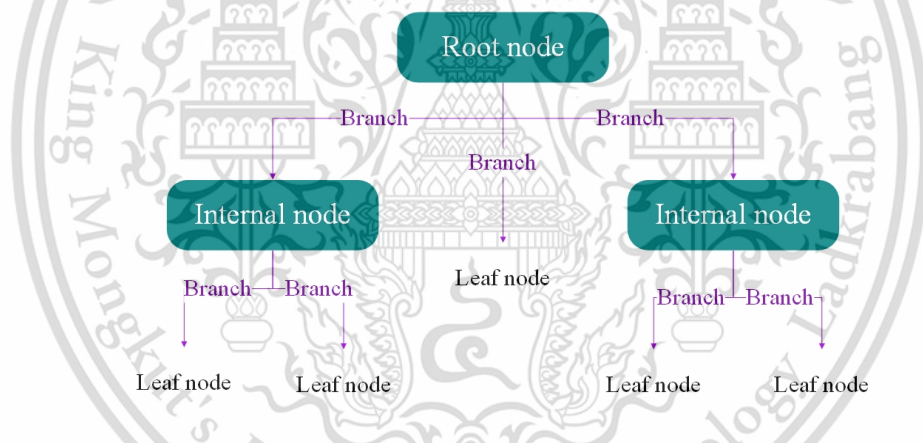 Root node
Branch Branch
Branch
Internal node Internal node
Leaf node
Branch Branch Branch Branch
Leaf node Leaf node Leaf node Leaf node
King Mongkut's
ology Ladkrabang